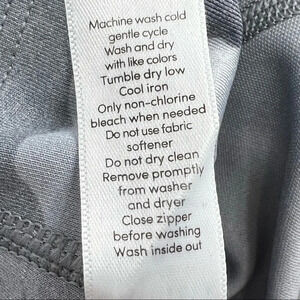 Machine wash cold
gentle cycle
Wash and dry
with like colors
Tumble dry low
Cool iron
Only non-chlorine
bleach when needed
Do not use fabric
softener
Do not dry clean
Remove promptly
from washer
and dryer
Close zipper
before washing
Wash inside out